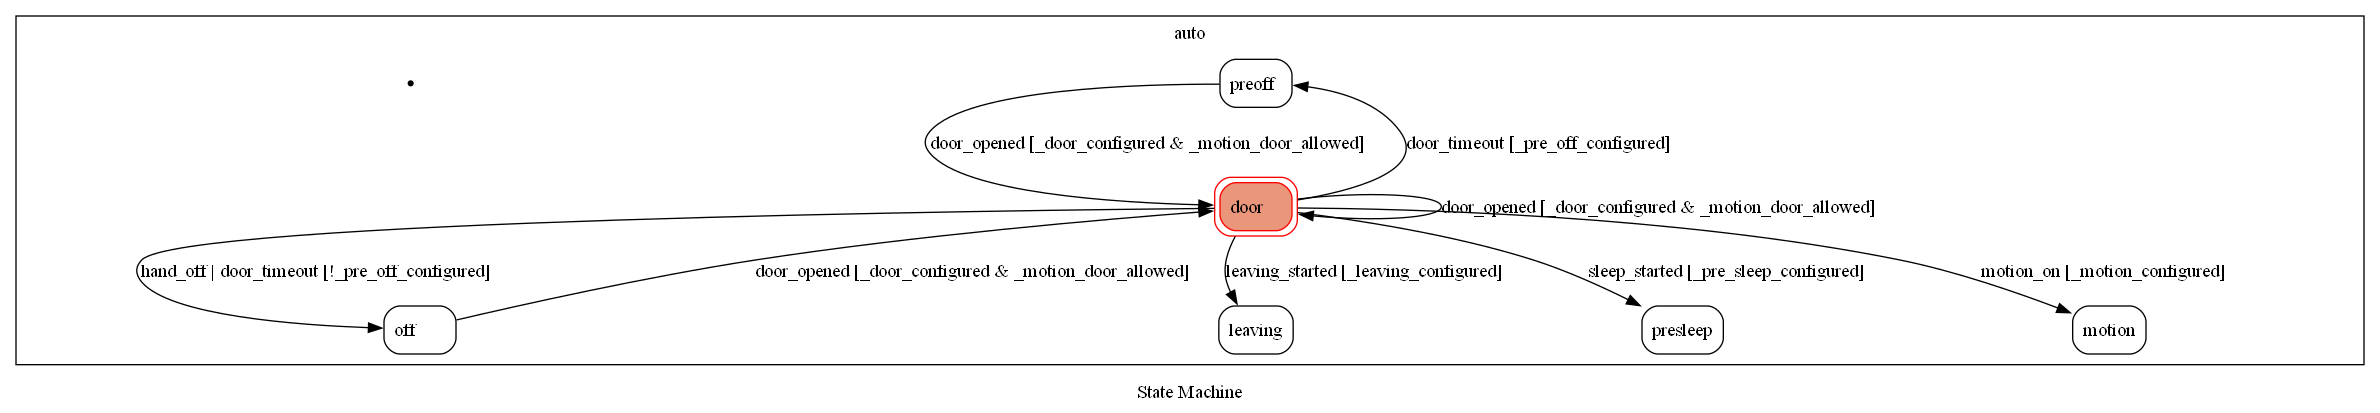 auto
preoff
door_opened [_door_configured & _motion_door_allowed]
door_timeout [_pre_off_configured]
door
door_opened [_door_configured & _motion_door_allowed]
hand_off | door_timeout [!_pre_off_configured]
door_opened [_door_configured & _motion_door_allowed]
leaving_started [_leaving_configured]
sleep_started [_pre_sleep_configured]
motion_on [_motion_configured]
off
leaving
presleep
motion
State Machine